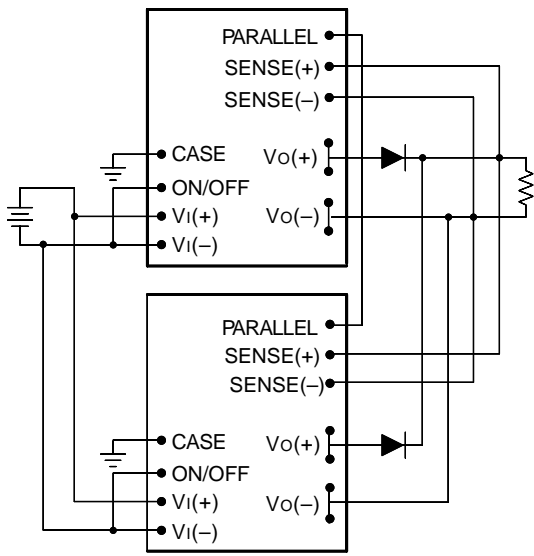 PARALLEL
SENSE(+)
SENSE(–)
CASE
VO(+)
ON/OFF
VI(+)
VO(–)
VI(–)
PARALLEL
SENSE(+)
SENSE(–)
CASE
VO(+)
ON/OFF
VI(+)
VO(–)
VI(–)